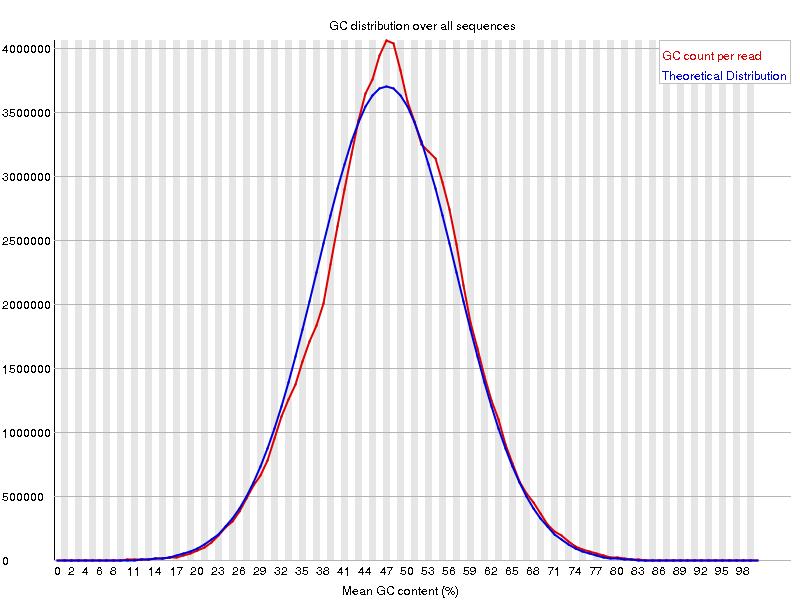 GC distribution over all sequences
GC count per read
Theoretical Distribution
4000000
3500000
3000000
2500000
2000000
1500000
1000000
500000
0
0 2 4 6 8 11 14 17 20 23 26 29 32 35 38 41 44 47 50 53 56 59 62 65 68 71 74 77 80 83 86 89 92 95 98
Mean GC content (%)